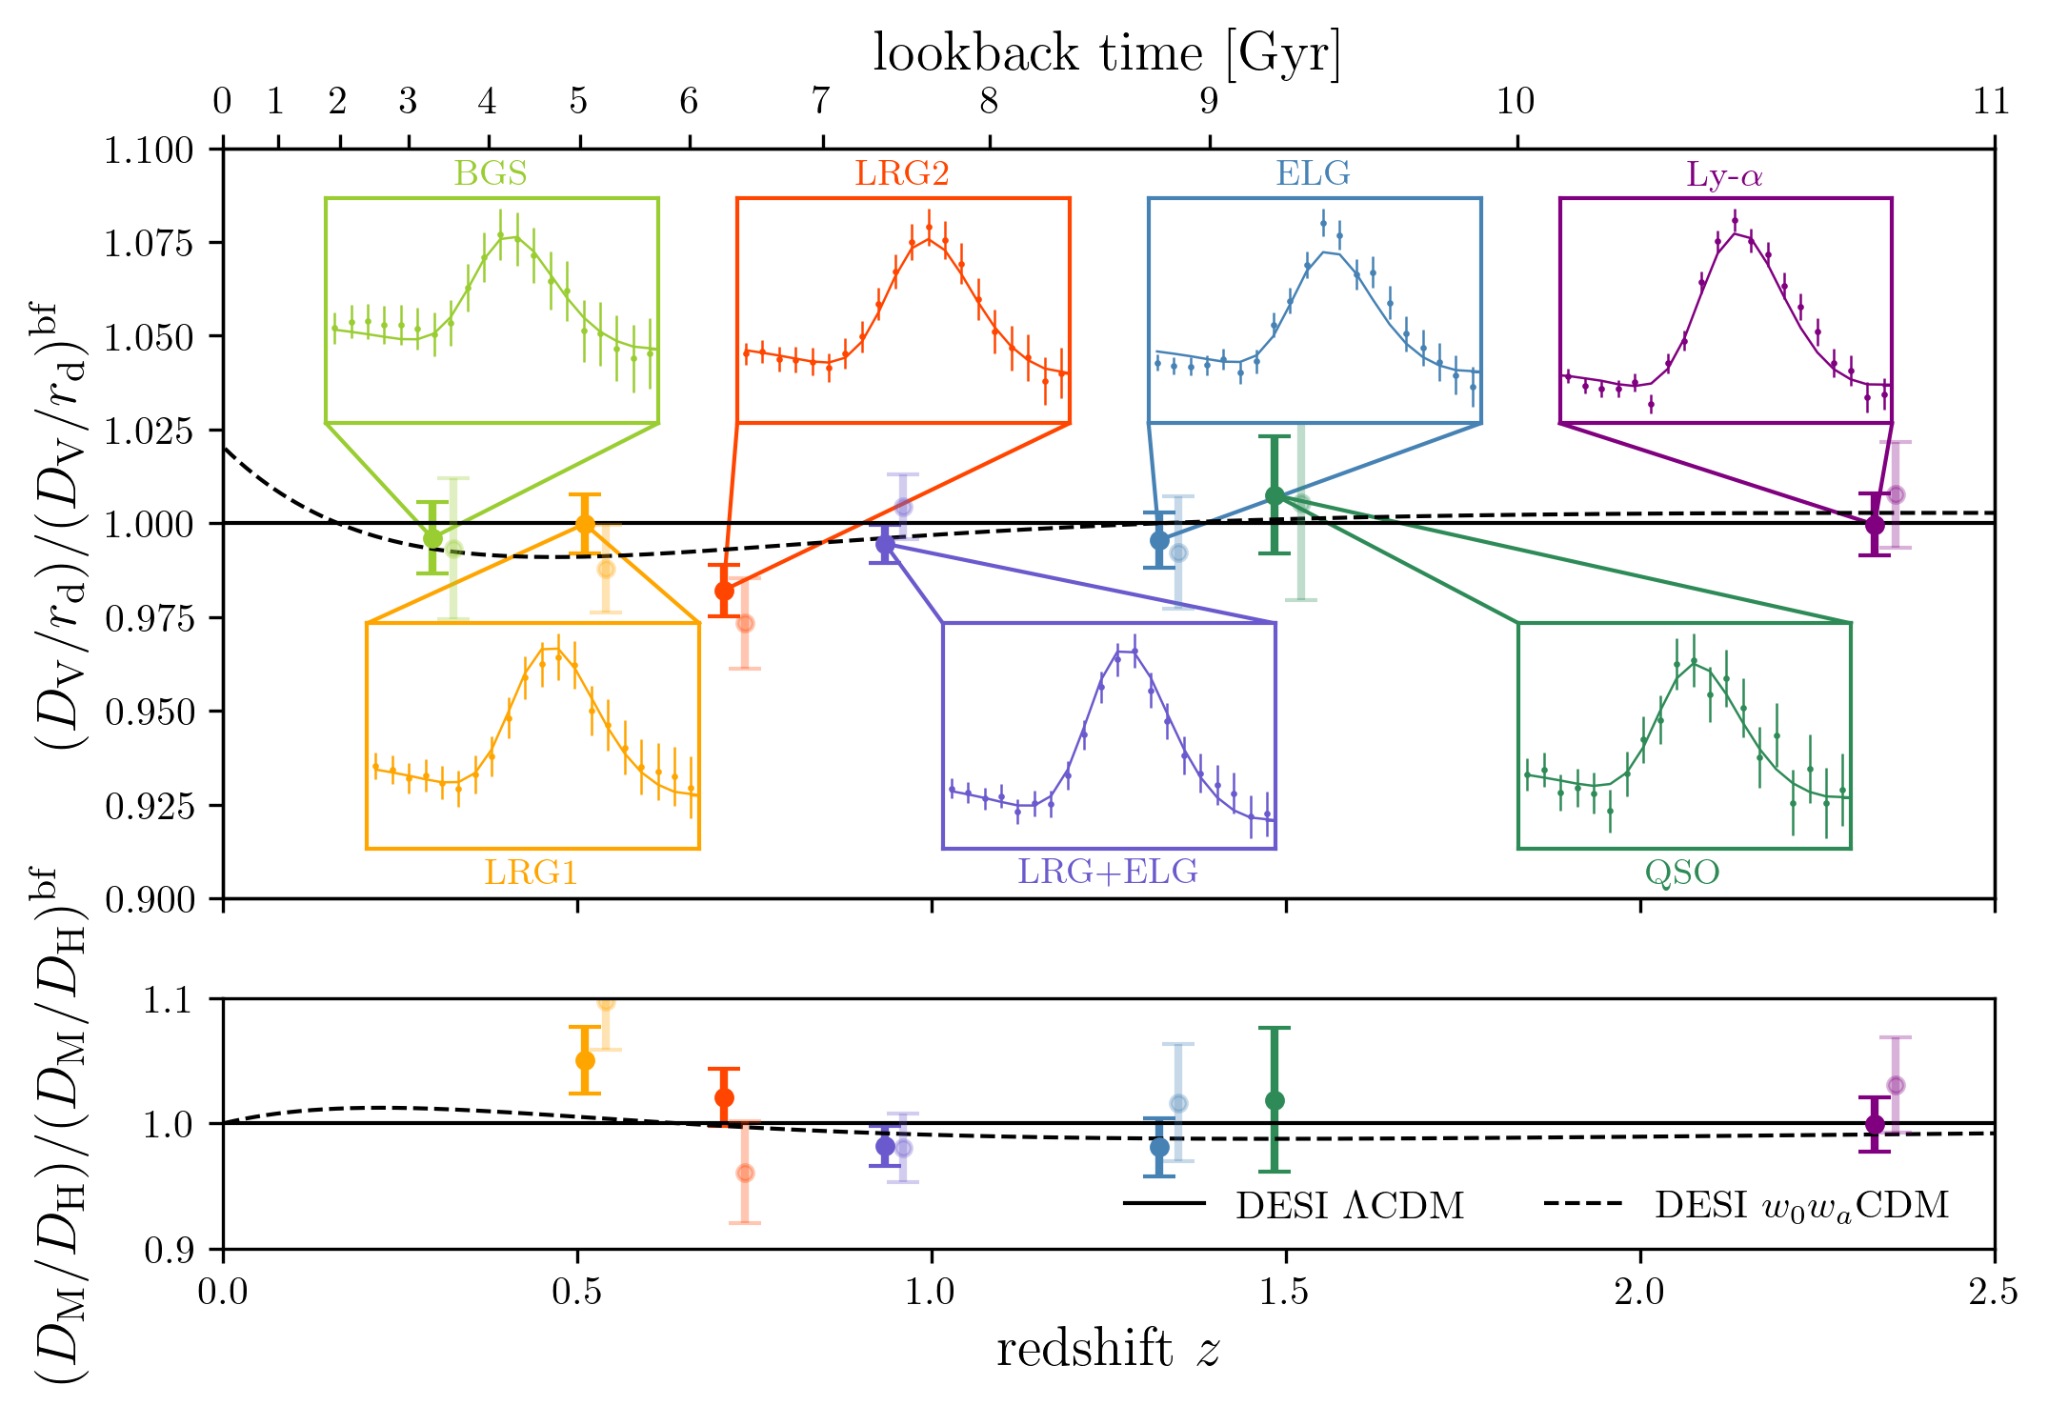 lookback time [Gyr]
0 1 2 3 4 5 6 7 8 9 10 11
1.100
BGS LRG2 ELG Ly-α
1.075
1.050
1.025
1.000
0.975
0.950
0.925
0.900
(D_V/r_d)/(D_V/r_d)^bf
LRG1 LRG+ELG QSO
1.1
1.0
0.9
(D_M/D_H)/(D_M/D_H)^bf
DESI ΛCDM DESI w_0w_aCDM
0.0 0.5 1.0 1.5 2.0 2.5
redshift z